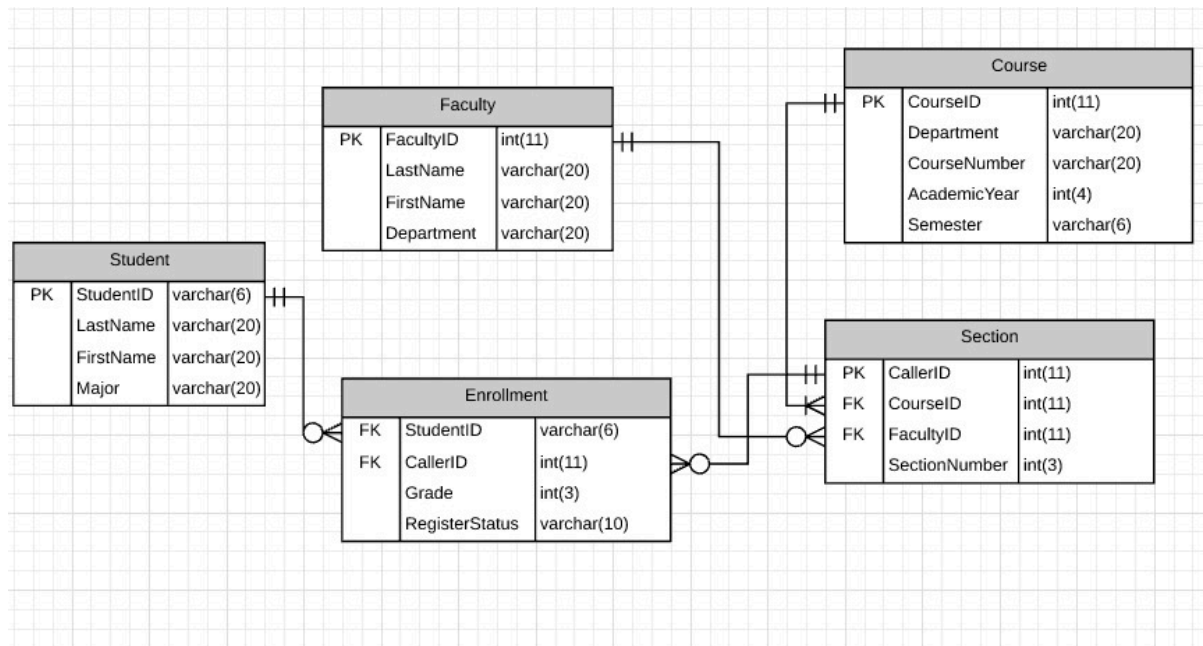 Course
PK CourseID int(11)
Department varchar(20)
CourseNumber varchar(20)
AcademicYear int(4)
Semester varchar(6)
Faculty
PK FacultyID int(11)
LastName varchar(20)
FirstName varchar(20)
Department varchar(20)
Student
PK StudentID varchar(6)
LastName varchar(20)
FirstName varchar(20)
Major varchar(20)
Section
PK CallerID int(11)
FK CourseID int(11)
FK FacultyID int(11)
SectionNumber int(3)
Enrollment
FK StudentID varchar(6)
FK CallerID int(11)
Grade int(3)
RegisterStatus varchar(10)